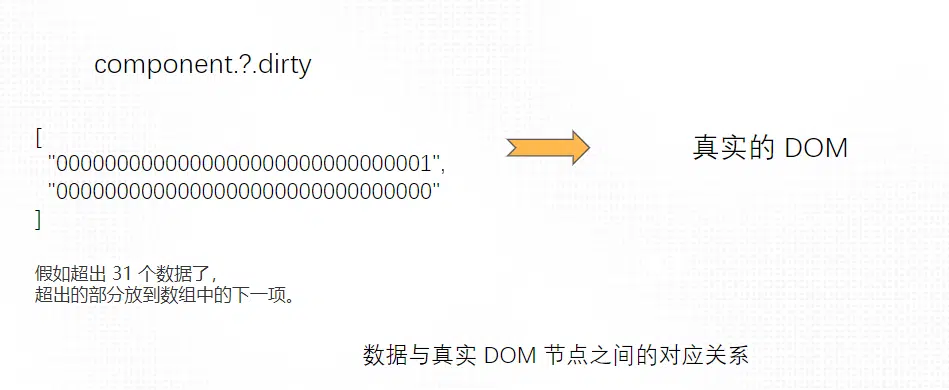 component.?.dirty
[
"0000000000000000000000000000001",
"0000000000000000000000000000000"
]
真实的 DOM
假如超出 31 个数据了，
超出的部分放到数组中的下一项。
数据与真实 DOM 节点之间的对应关系